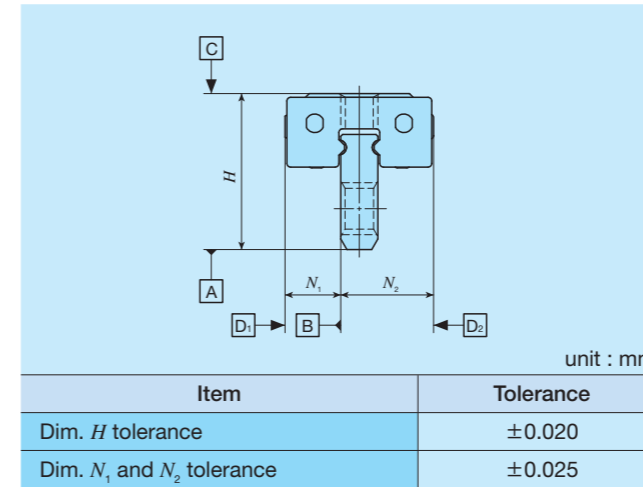 C
H
A
N₁ N₂
D₁ B D₂
unit : mm
Item Tolerance
Dim. H tolerance ±0.020
Dim. N₁ and N₂ tolerance ±0.025